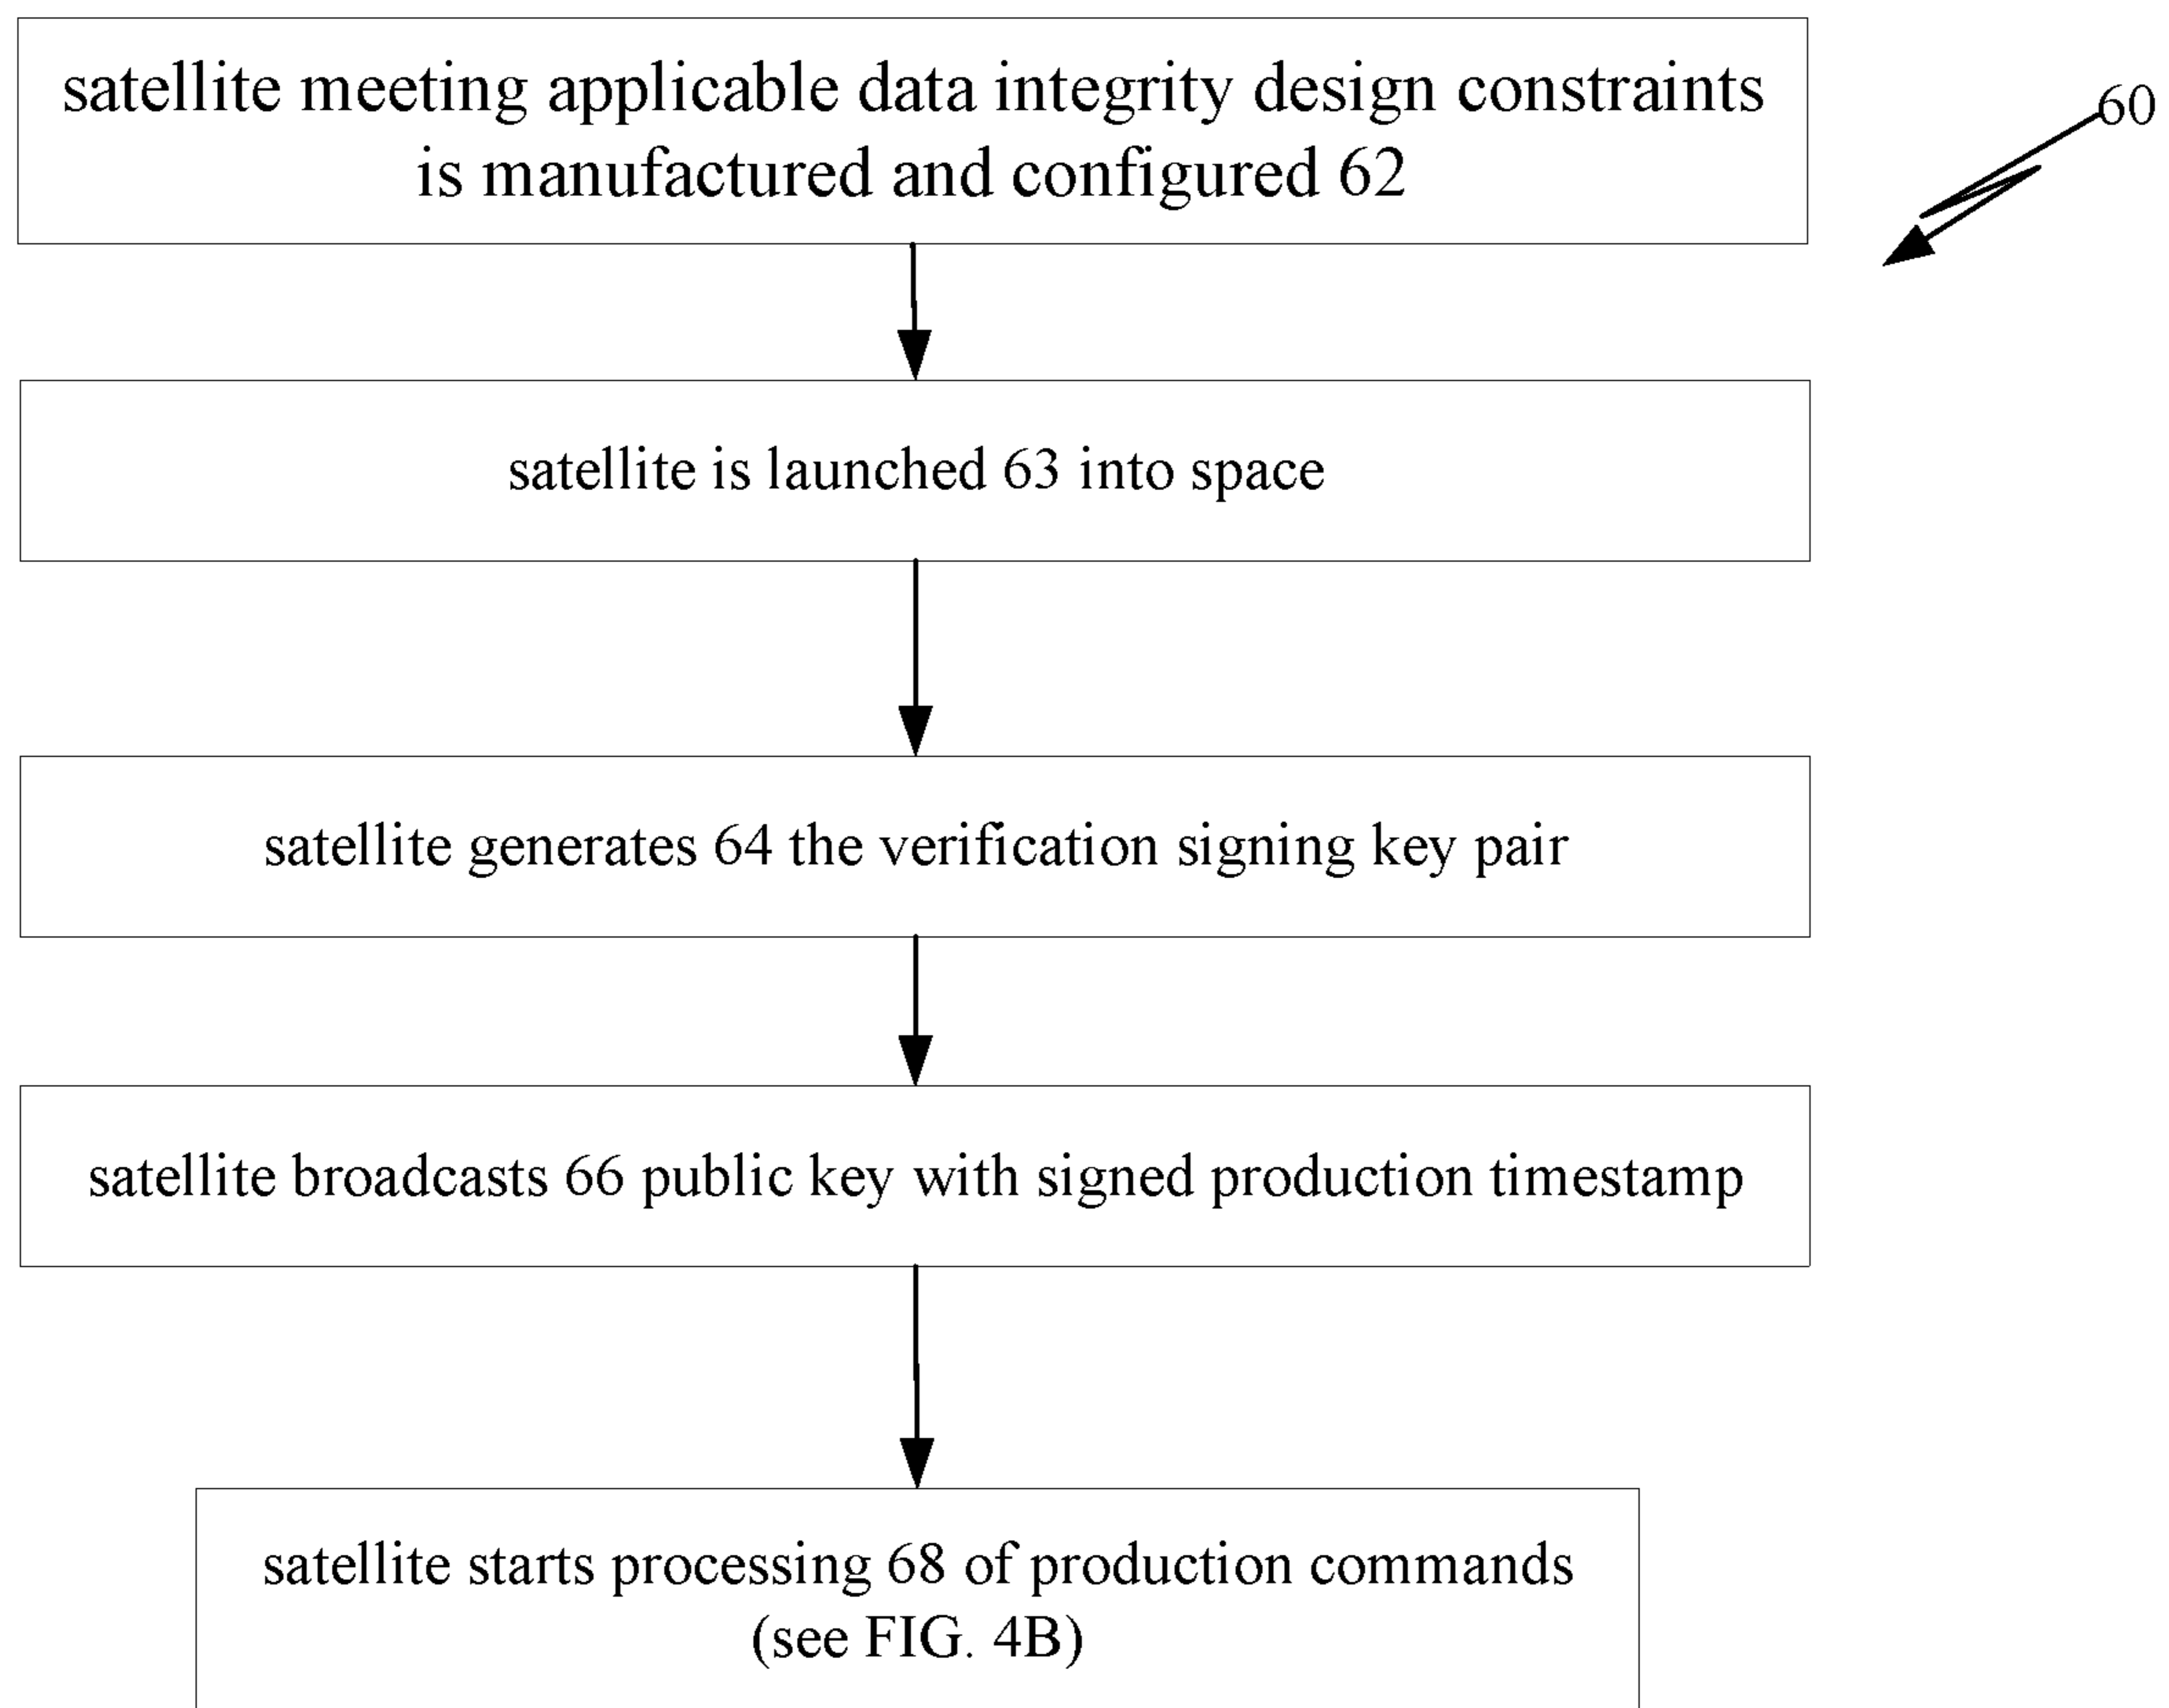 satellite meeting applicable data integrity design constraints
is manufactured and configured 62
60
satellite is launched 63 into space
satellite generates 64 the verification signing key pair
satellite broadcasts 66 public key with signed production timestamp
satellite starts processing 68 of production commands
(see FIG. 4B)